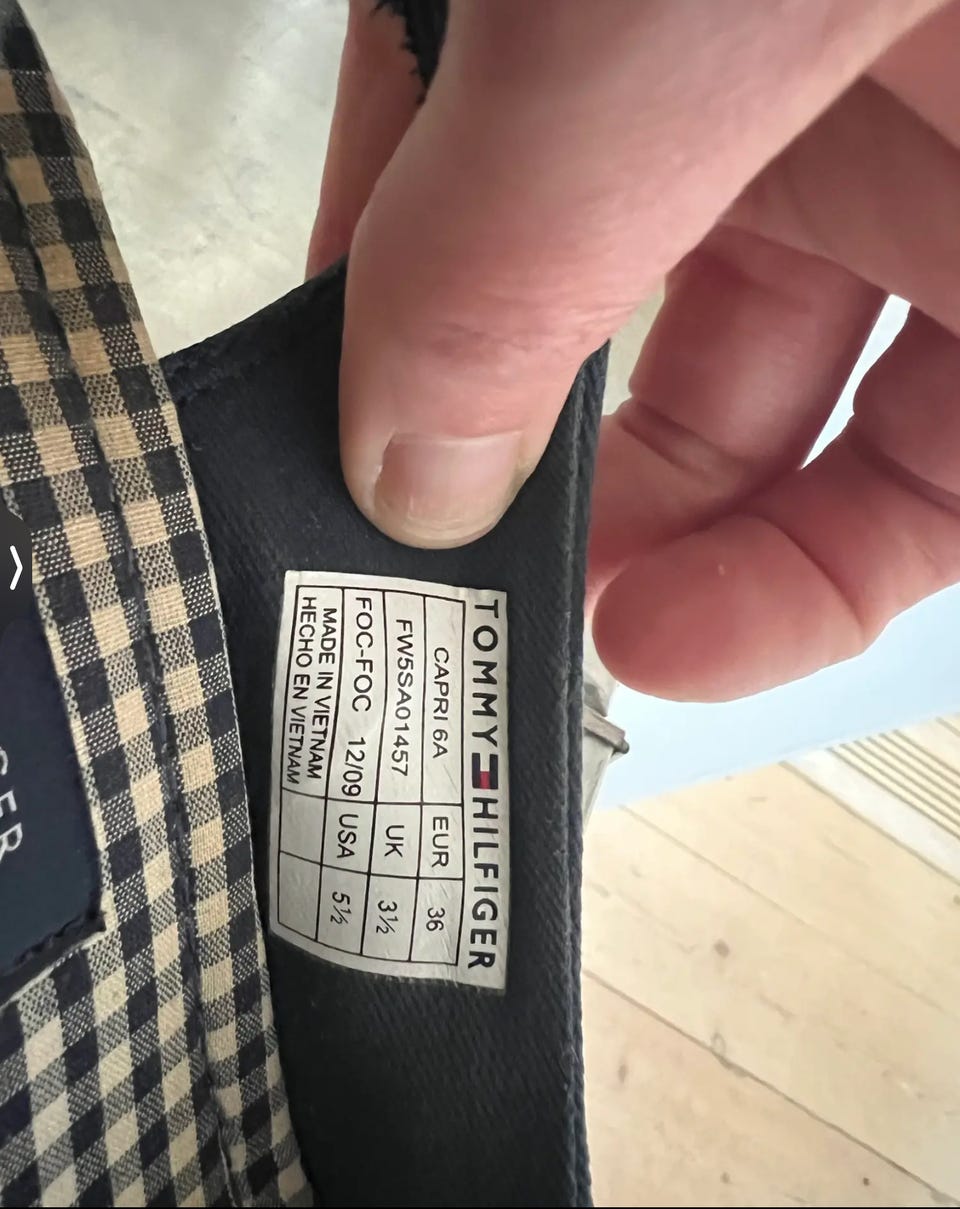 TOMMY HILFIGER
CAPRI 6A EUR 36
FW5SA01457 UK 3½
FOC-FOC 12/09 USA 5½
MADE IN VIETNAM
HECHO EN VIETNAM
GER